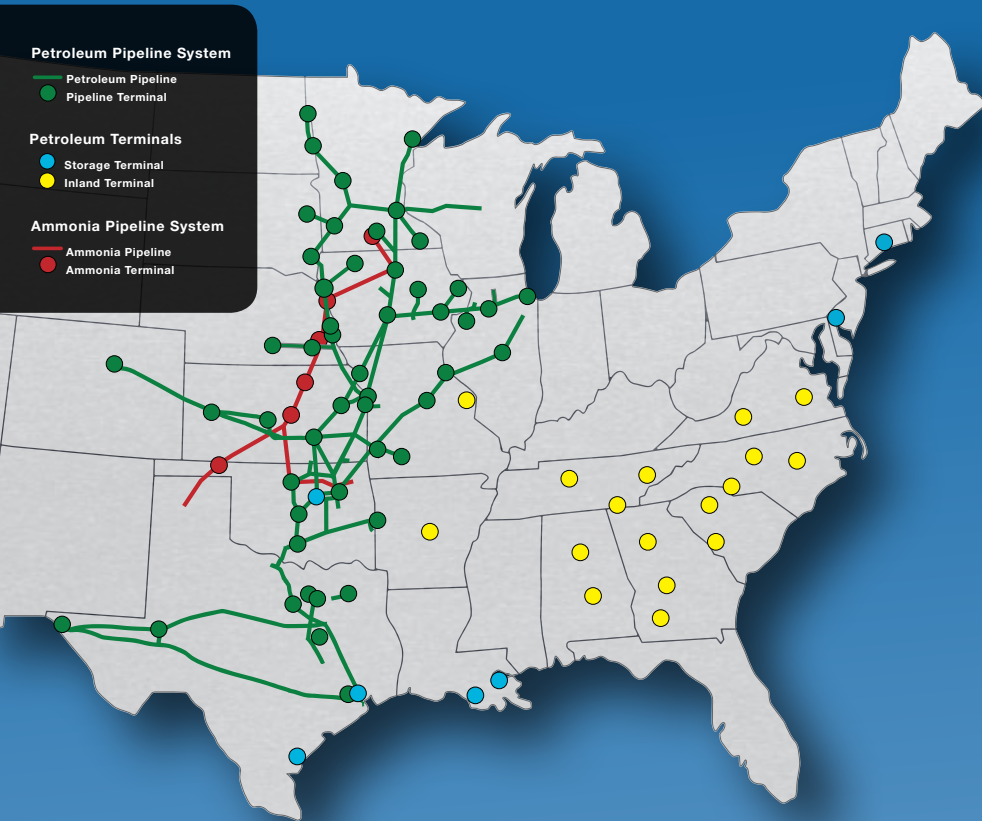 Petroleum Pipeline System
Petroleum Pipeline
Pipeline Terminal
Petroleum Terminals
Storage Terminal
Inland Terminal
Ammonia Pipeline System
Ammonia Pipeline
Ammonia Terminal